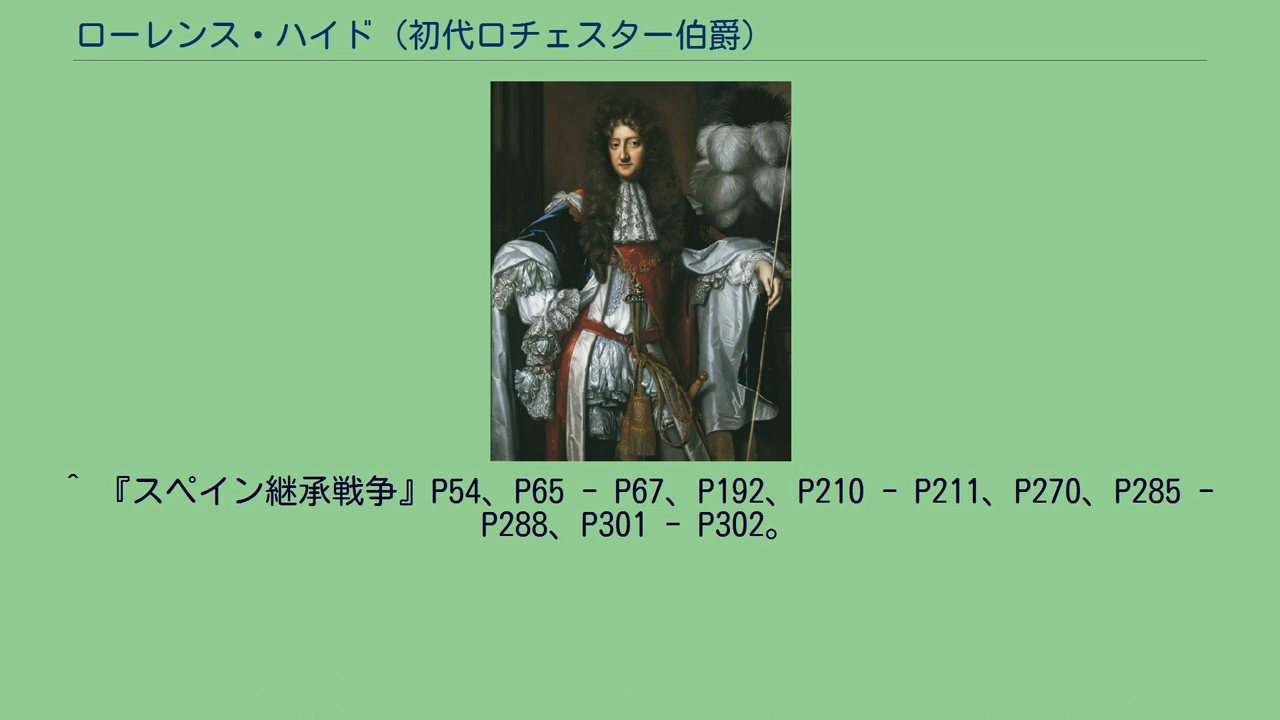 ローレンス・ハイド（初代ロチェスター伯爵）
^ 『スペイン継承戦争』P54、P65 - P67、P192、P210 - P211、P270、P285 -
P288、P301 - P302。